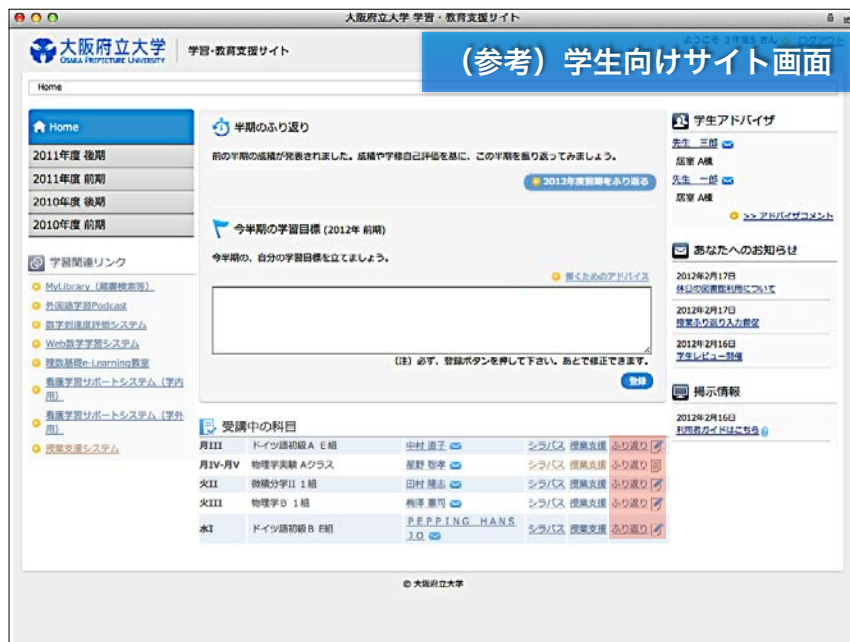 大阪府立大学 学習・教育支援サイト
大阪府立大学
OSAKA PREFECTURE UNIVERSITY
学習・教育支援サイト
ようこそ 3年生S さん
ログアウト
（参考）学生向けサイト画面
Home
Home
2011年度 後期
2011年度 前期
2010年度 後期
2010年度 前期
学習関連リンク
MyLibrary（蔵書検索等）
外国語学習Podcast
数学到達度評価システム
Web数学学習システム
理数基礎e-Learning教室
看護学習サポートシステム（学内用）
看護学習サポートシステム（学外用）
授業支援システム
半期のふり返り
前の半期の成績が発表されました。成績や学修自己評価を基に、この半期を振り返ってみましょう。
2012年度前期をふり返る
今半期の学習目標 (2012年 前期)
今半期の、自分の学習目標を立てましょう。
書くためのアドバイス
（注）必ず、登録ボタンを押して下さい。あとで修正できます。
登録
受講中の科目
月III ドイツ語初級A E組 中村 直子 シラバス 授業支援 ふり返り
月IV-月V 物理学実験 Aクラス 星野 聡孝 シラバス 授業支援 ふり返り
火II 微積分学II 1組 田村 隆志 シラバス 授業支援 ふり返り
火III 物理学B 1組 シラバス 授業支援 ふり返り
水I ドイツ語初級B E組 PEPPING HANS JO シラバス 授業支援 ふり返り
学生アドバイザ
先生 三郎
居室 A棟
先生 一郎
居室 A棟
>> アドバイザコメント
あなたへのお知らせ
2012年2月17日
休日の図書館利用について
2012年2月17日
授業ふり返り入力督促
2012年2月16日
学生レビュー開催
掲示情報
2012年2月16日
利用者ガイドはこちら
© 大阪府立大学